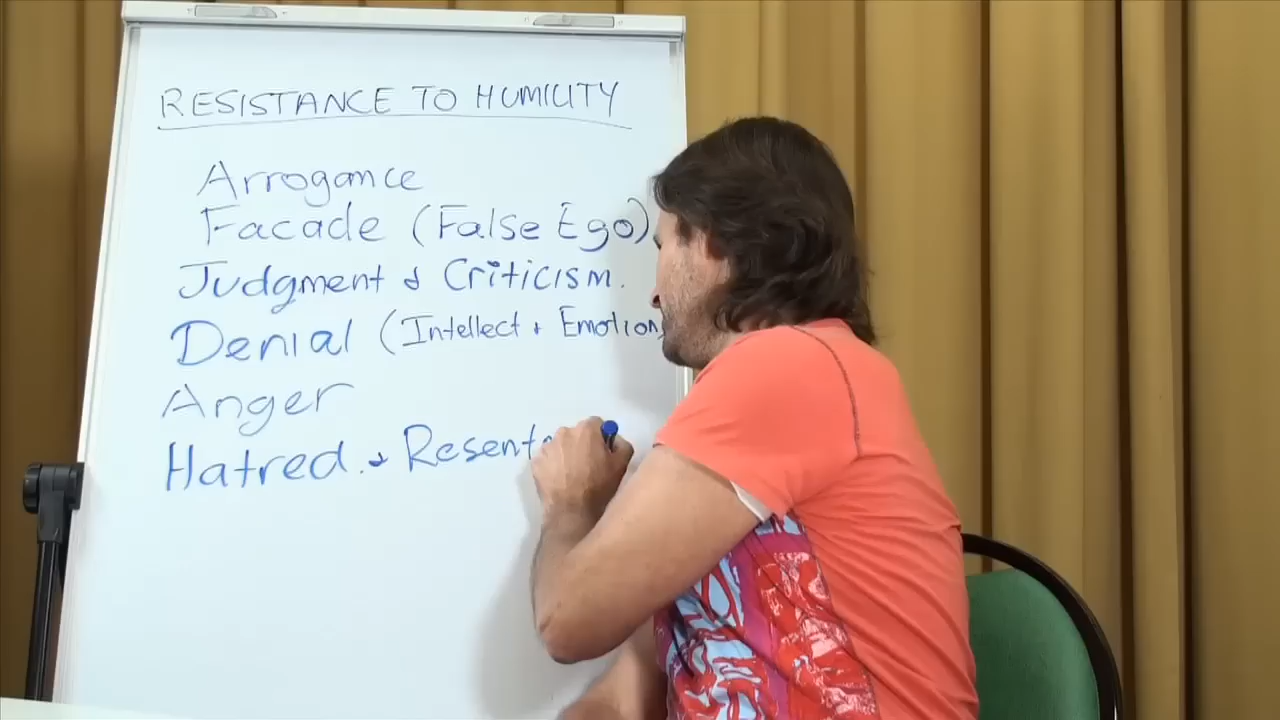 RESISTANCE TO HUMILITY
Arrogance
Facade (False Ego)
Judgment & Criticism.
Denial (Intellect + Emotion)
Anger
Hatred & Resent